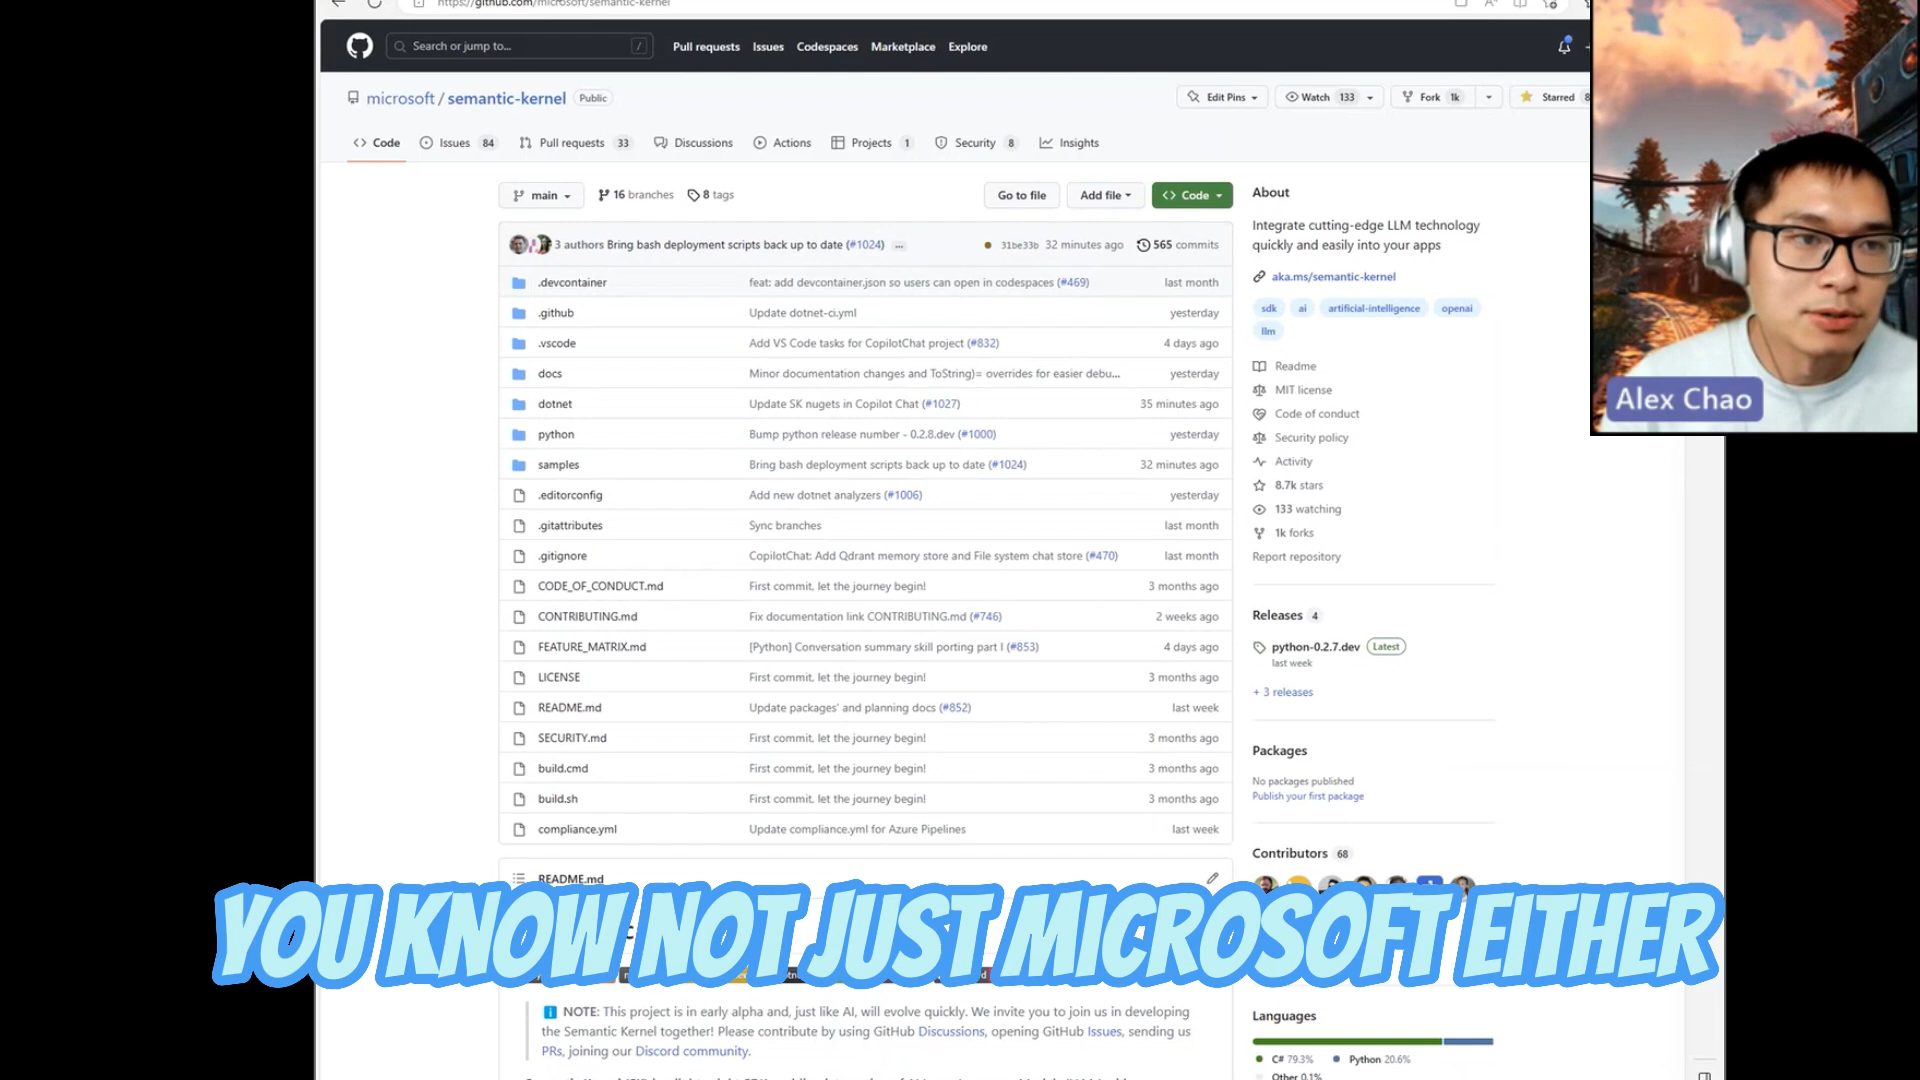 https://github.com/microsoft/semantic-kernel
Search or jump to... /
Pull requests Issues Codespaces Marketplace Explore
microsoft / semantic-kernel Public
Edit Pins Watch 133 Fork 1k Starred
Code Issues 84 Pull requests 33 Discussions Actions Projects 1 Security 8 Insights
main 16 branches 8 tags Go to file Add file Code
3 authors Bring bash deployment scripts back up to date (#1024) ... 31be33b 32 minutes ago 565 commits
.devcontainer feat: add devcontainer.json so users can open in codespaces (#469) last month
.github Update dotnet-ci.yml yesterday
.vscode Add VS Code tasks for CopilotChat project (#832) 4 days ago
docs Minor documentation changes and ToString)= overrides for easier debu... yesterday
dotnet Update SK nugets in Copilot Chat (#1027) 35 minutes ago
python Bump python release number - 0.2.8.dev (#1000) yesterday
samples Bring bash deployment scripts back up to date (#1024) 32 minutes ago
.editorconfig Add new dotnet analyzers (#1006) yesterday
.gitattributes Sync branches last month
.gitignore CopilotChat: Add Qdrant memory store and File system chat store (#470) last month
CODE_OF_CONDUCT.md First commit, let the journey begin! 3 months ago
CONTRIBUTING.md Fix documentation link CONTRIBUTING.md (#746) 2 weeks ago
FEATURE_MATRIX.md [Python] Conversation summary skill porting part I (#853) 4 days ago
LICENSE First commit, let the journey begin! 3 months ago
README.md Update packages' and planning docs (#852) last week
SECURITY.md First commit, let the journey begin! 3 months ago
build.cmd First commit, let the journey begin! 3 months ago
build.sh First commit, let the journey begin! 3 months ago
compliance.yml Update compliance.yml for Azure Pipelines last week
README.md
NOTE: This project is in early alpha and, just like AI, will evolve quickly. We invite you to join us in developing
the Semantic Kernel together! Please contribute by using GitHub Discussions, opening GitHub Issues, sending us
PRs, joining our Discord community.
About
Integrate cutting-edge LLM technology
quickly and easily into your apps
aka.ms/semantic-kernel
sdk ai artificial-intelligence openai
llm
Readme
MIT license
Code of conduct
Security policy
Activity
8.7k stars
133 watching
1k forks
Report repository
Releases 4
python-0.2.7.dev Latest
last week
+ 3 releases
Packages
No packages published
Publish your first package
Contributors 68
Languages
C# 79.3% Python 20.6%
Other 0.1%
Alex Chao
YOU KNOW NOT JUST MICROSOFT EITHER